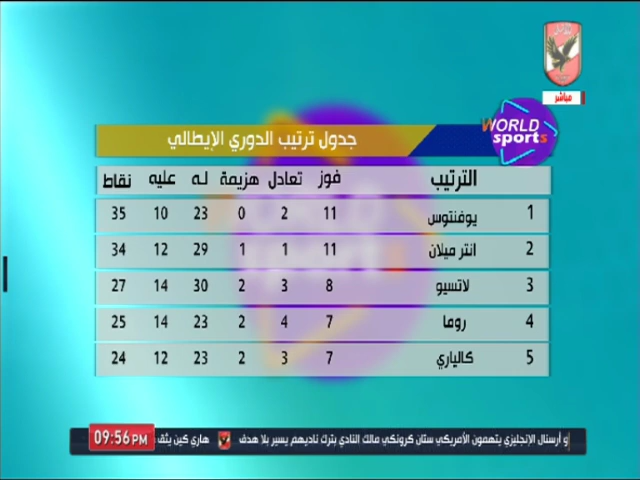 مباشر
WORLD
sports
جدول ترتيب الدوري الإيطالي
الترتيب فوز تعادل هزيمة له عليه نقاط
1 يوفنتوس 11 2 0 23 10 35
2 انتر ميلان 11 1 1 29 12 34
3 لاتسيو 8 3 2 30 14 27
4 روما 7 4 2 23 14 25
5 كالياري 7 3 2 23 12 24
و أرسنال الإنجليزي يتهمون الأمريكي ستان كرونكي مالك النادي بترك ناديهم يسير بلا هدف هاري كين يثق
09:56 PM